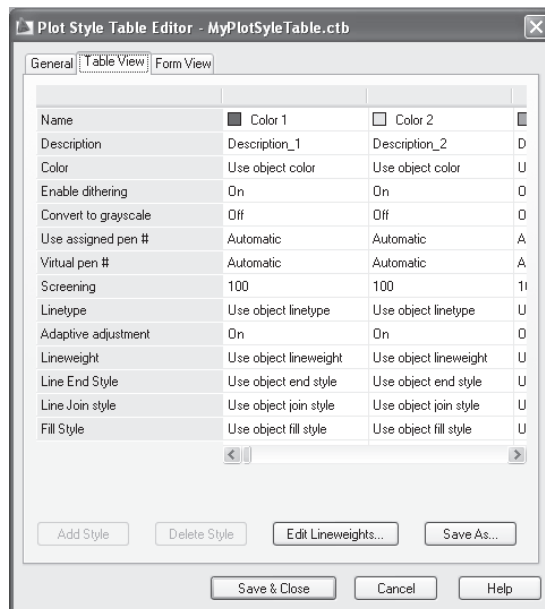 Plot Style Table Editor - MyPlotSyleTable.ctb
General Table View Form View
Name Color 1 Color 2
Description Description_1 Description_2 D
Color Use object color Use object color U
Enable dithering On On O
Convert to grayscale Off Off O
Use assigned pen # Automatic Automatic A
Virtual pen # Automatic Automatic A
Screening 100 100 1
Linetype Use object linetype Use object linetype U
Adaptive adjustment On On O
Lineweight Use object lineweight Use object lineweight U
Line End Style Use object end style Use object end style U
Line Join style Use object join style Use object join style U
Fill Style Use object fill style Use object fill style U
Add Style Delete Style Edit Lineweights... Save As...
Save & Close Cancel Help